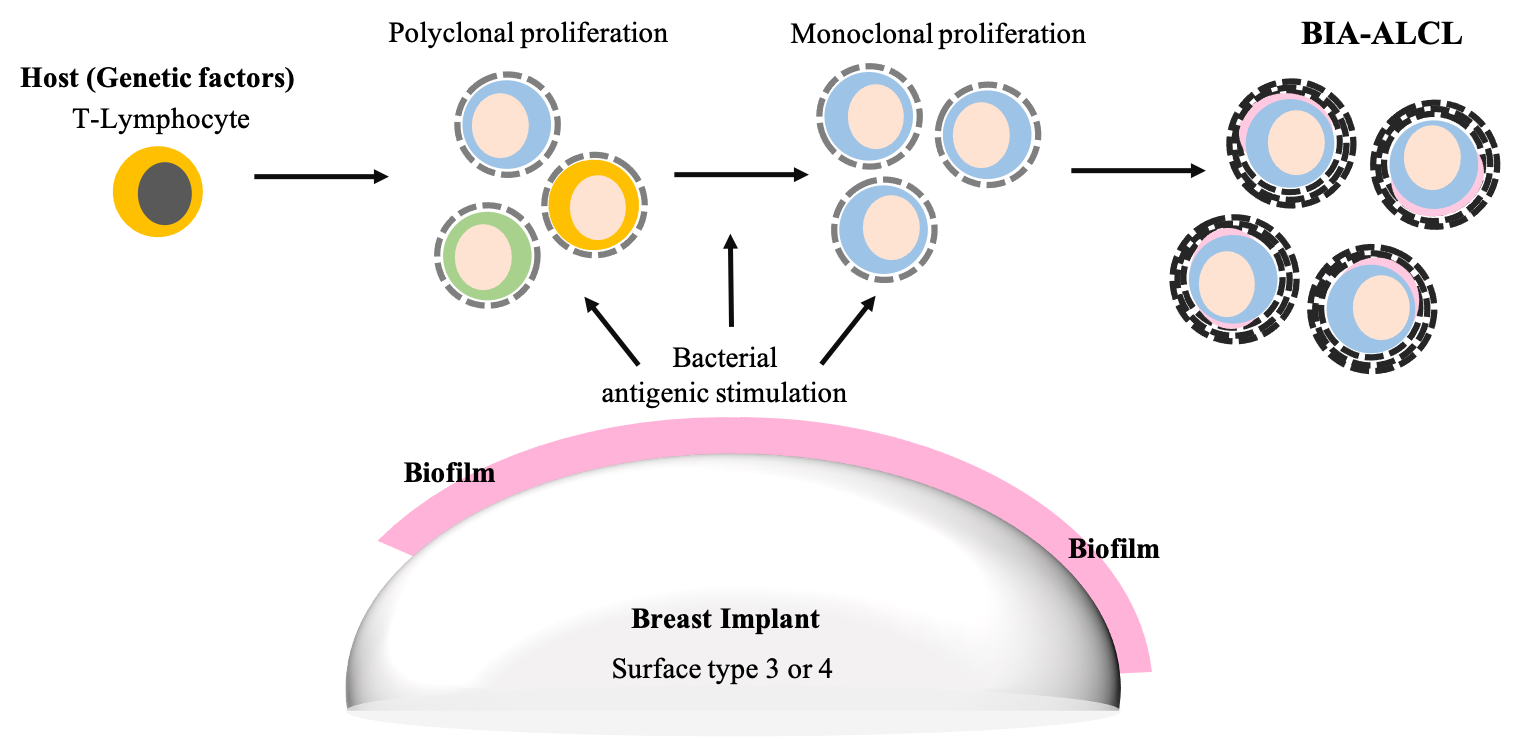 Polyclonal proliferation
Monoclonal proliferation
BIA-ALCL
Host (Genetic factors)
T-Lymphocyte
Bacterial
antigenic stimulation
Biofilm
Biofilm
Breast Implant
Surface type 3 or 4